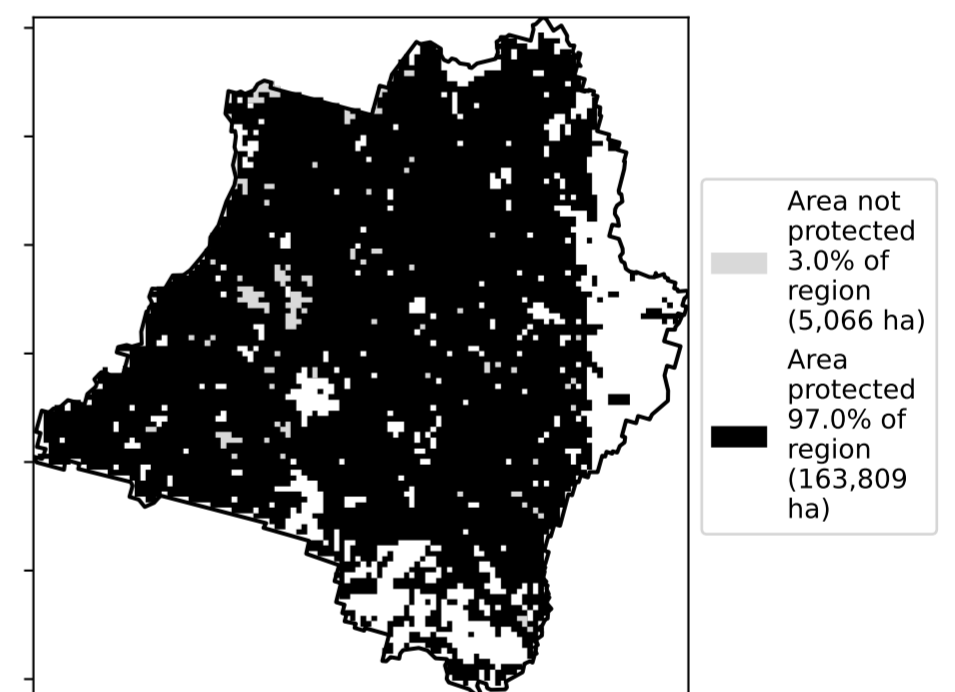 Area not
protected
3.0% of
region
(5,066 ha)
Area
protected
97.0% of
region
(163,809
ha)